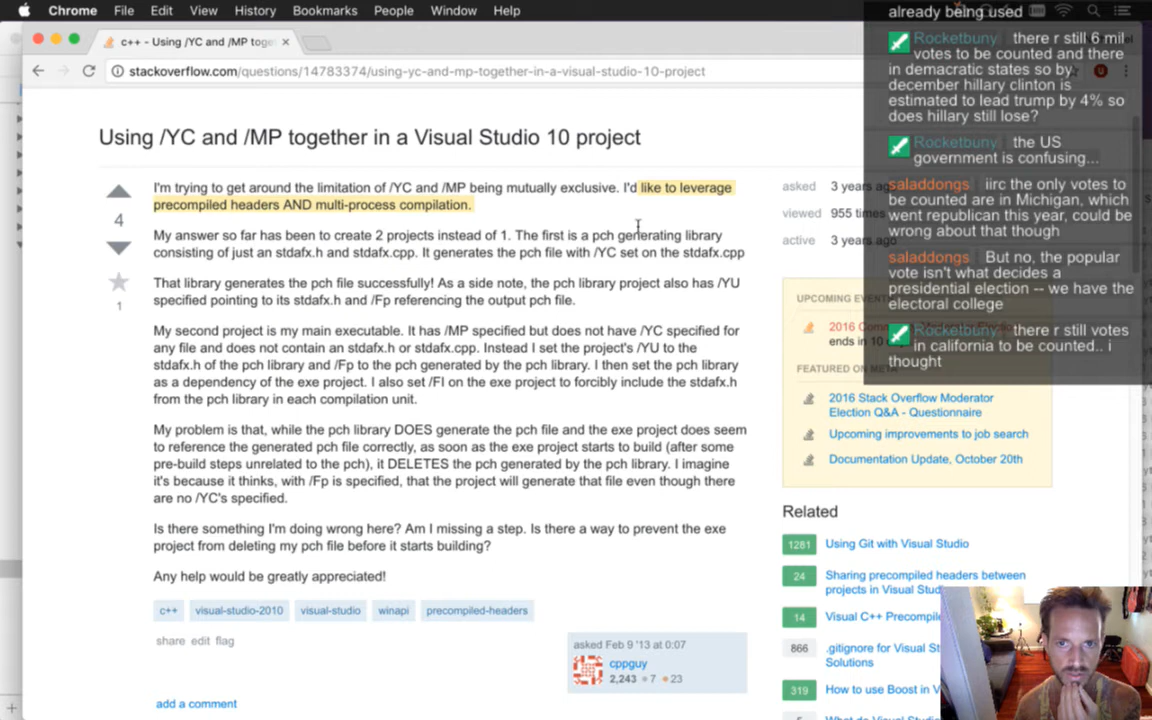 Chrome File Edit View History Bookmarks People Window Help
c++ - Using /YC and /MP toge
stackoverflow.com/questions/14783374/using-yc-and-mp-together-in-a-visual-studio-10-project
Using /YC and /MP together in a Visual Studio 10 project
4
1
I'm trying to get around the limitation of /YC and /MP being mutually exclusive. I'd like to leverage
precompiled headers AND multi-process compilation.
My answer so far has been to create 2 projects instead of 1. The first is a pch generating library
consisting of just an stdafx.h and stdafx.cpp. It generates the pch file with /YC set on the stdafx.cpp
That library generates the pch file successfully! As a side note, the pch library project also has /YU
specified pointing to its stdafx.h and /Fp referencing the output pch file.
My second project is my main executable. It has /MP specified but does not have /YC specified for
any file and does not contain an stdafx.h or stdafx.cpp. Instead I set the project's /YU to the
stdafx.h of the pch library and /Fp to the pch generated by the pch library. I then set the pch library
as a dependency of the exe project. I also set /FI on the exe project to forcibly include the stdafx.h
from the pch library in each compilation unit.
My problem is that, while the pch library DOES generate the pch file and the exe project does seem
to reference the generated pch file correctly, as soon as the exe project starts to build (after some
pre-build steps unrelated to the pch), it DELETES the pch generated by the pch library. I imagine
it's because it thinks, with /Fp is specified, that the project will generate that file even though there
are no /YC's specified.
Is there something I'm doing wrong here? Am I missing a step. Is there a way to prevent the exe
project from deleting my pch file before it starts building?
Any help would be greatly appreciated!
c++ visual-studio-2010 visual-studio winapi precompiled-headers
share edit flag
asked Feb 9 '13 at 0:07
cppguy
2,243 7 23
add a comment
asked 3 years ago
viewed 955 times
active 3 years ago
UPCOMING EVENT
2016 Com Moderator Election
ends in 10 d
FEATURED ON META
2016 Stack Overflow Moderator
Election Q&A - Questionnaire
Upcoming improvements to job search
Documentation Update, October 20th
Related
1281 Using Git with Visual Studio
24 Sharing precompiled headers between
projects in Visual Stud
14 Visual C++ Precompile
866 .gitignore for Visual St
Solutions
319 How to use Boost in V
already being used
Rocketbuny there r still 6 mil
votes to be counted and there
in demacratic states so by
december hillary clinton is
estimated to lead trump by 4% so
does hillary still lose?
Rocketbuny the US
government is confusing...
saladdongs iirc the only votes to
be counted are in Michigan, which
went republican this year, could be
wrong about that though
saladdongs But no, the popular
vote isn't what decides a
presidential election -- we have the
electoral college
Rocketbuny there r still votes
in california to be counted.. i
thought